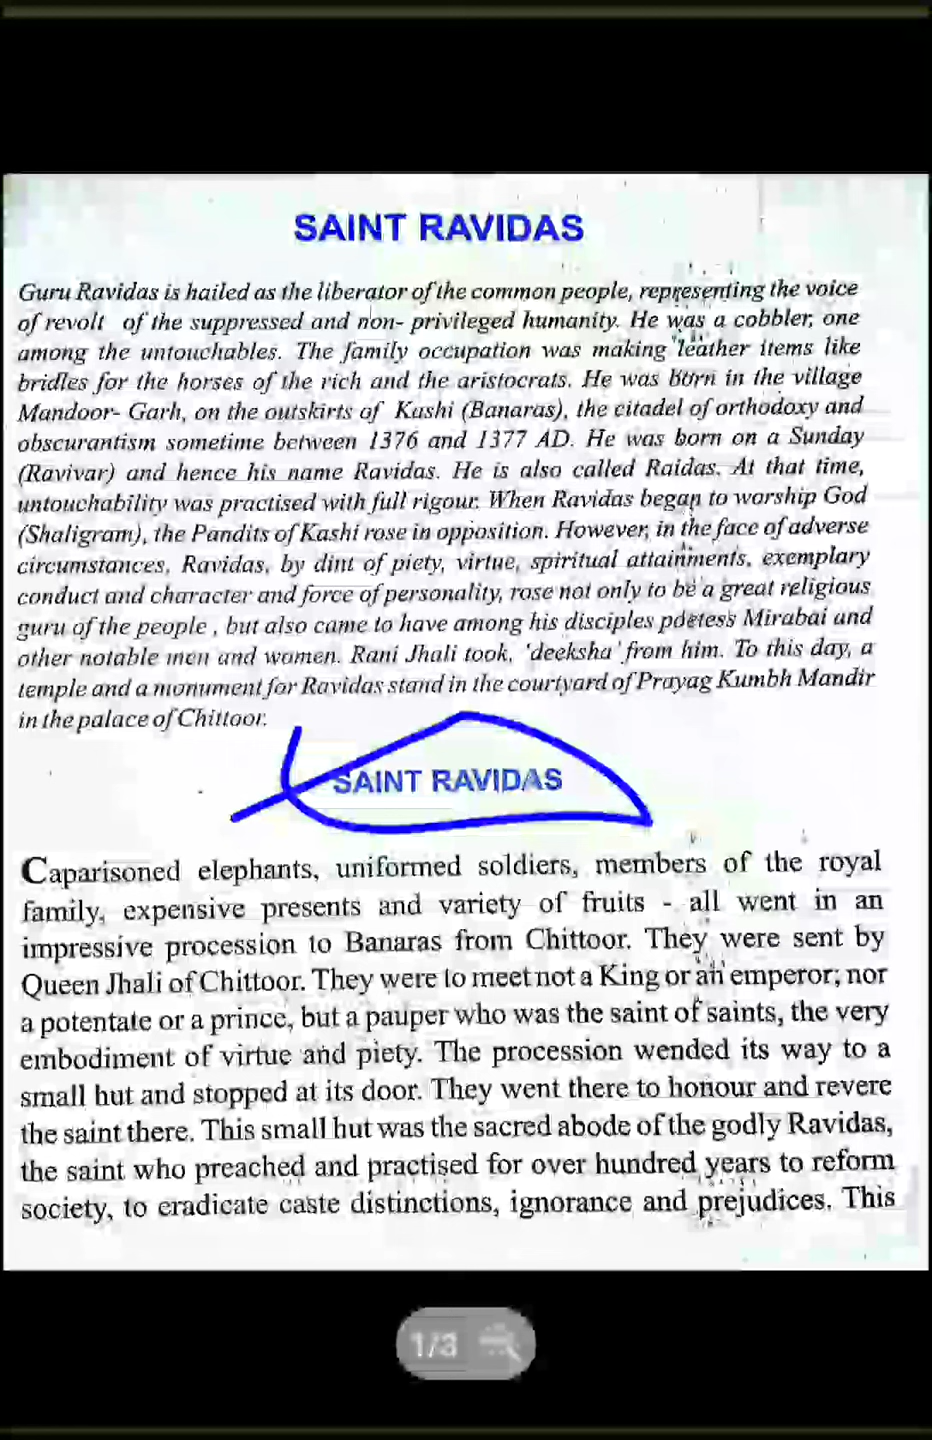 SAINT RAVIDAS
Guru Ravidas is hailed as the liberator of the common people, representing the voice
of revolt of the suppressed and non- privileged humanity. He was a cobbler, one
among the untouchables. The family occupation was making leather items like
bridles for the horses of the rich and the aristocrats. He was born in the village
Mandoor- Garh, on the outskirts of Kashi (Banaras), the citadel of orthodoxy and
obscurantism sometime between 1376 and 1377 AD. He was born on a Sunday
(Ravivar) and hence his name Ravidas. He is also called Raidas. At that time,
untouchability was practised with full rigour. When Ravidas began to worship God
(Shaligram), the Pandits of Kashi rose in opposition. However, in the face of adverse
circumstances, Ravidas, by dint of piety, virtue, spiritual attainments, exemplary
conduct and character and force of personality, rose not only to be a great religious
guru of the people , but also came to have among his disciples poetess Mirabai and
other notable men and women. Rani Jhali took, 'deeksha' from him. To this day, a
temple and a monument for Ravidas stand in the courtyard of Prayag Kumbh Mandir
in the palace of Chittoor.
SAINT RAVIDAS
Caparisoned elephants, uniformed soldiers, members of the royal
family, expensive presents and variety of fruits - all went in an
impressive procession to Banaras from Chittoor. They were sent by
Queen Jhali of Chittoor. They were to meet not a King or an emperor; nor
a potentate or a prince, but a pauper who was the saint of saints, the very
embodiment of virtue and piety. The procession wended its way to a
small hut and stopped at its door. They went there to honour and revere
the saint there. This small hut was the sacred abode of the godly Ravidas,
the saint who preached and practised for over hundred years to reform
society, to eradicate caste distinctions, ignorance and prejudices. This
1/3